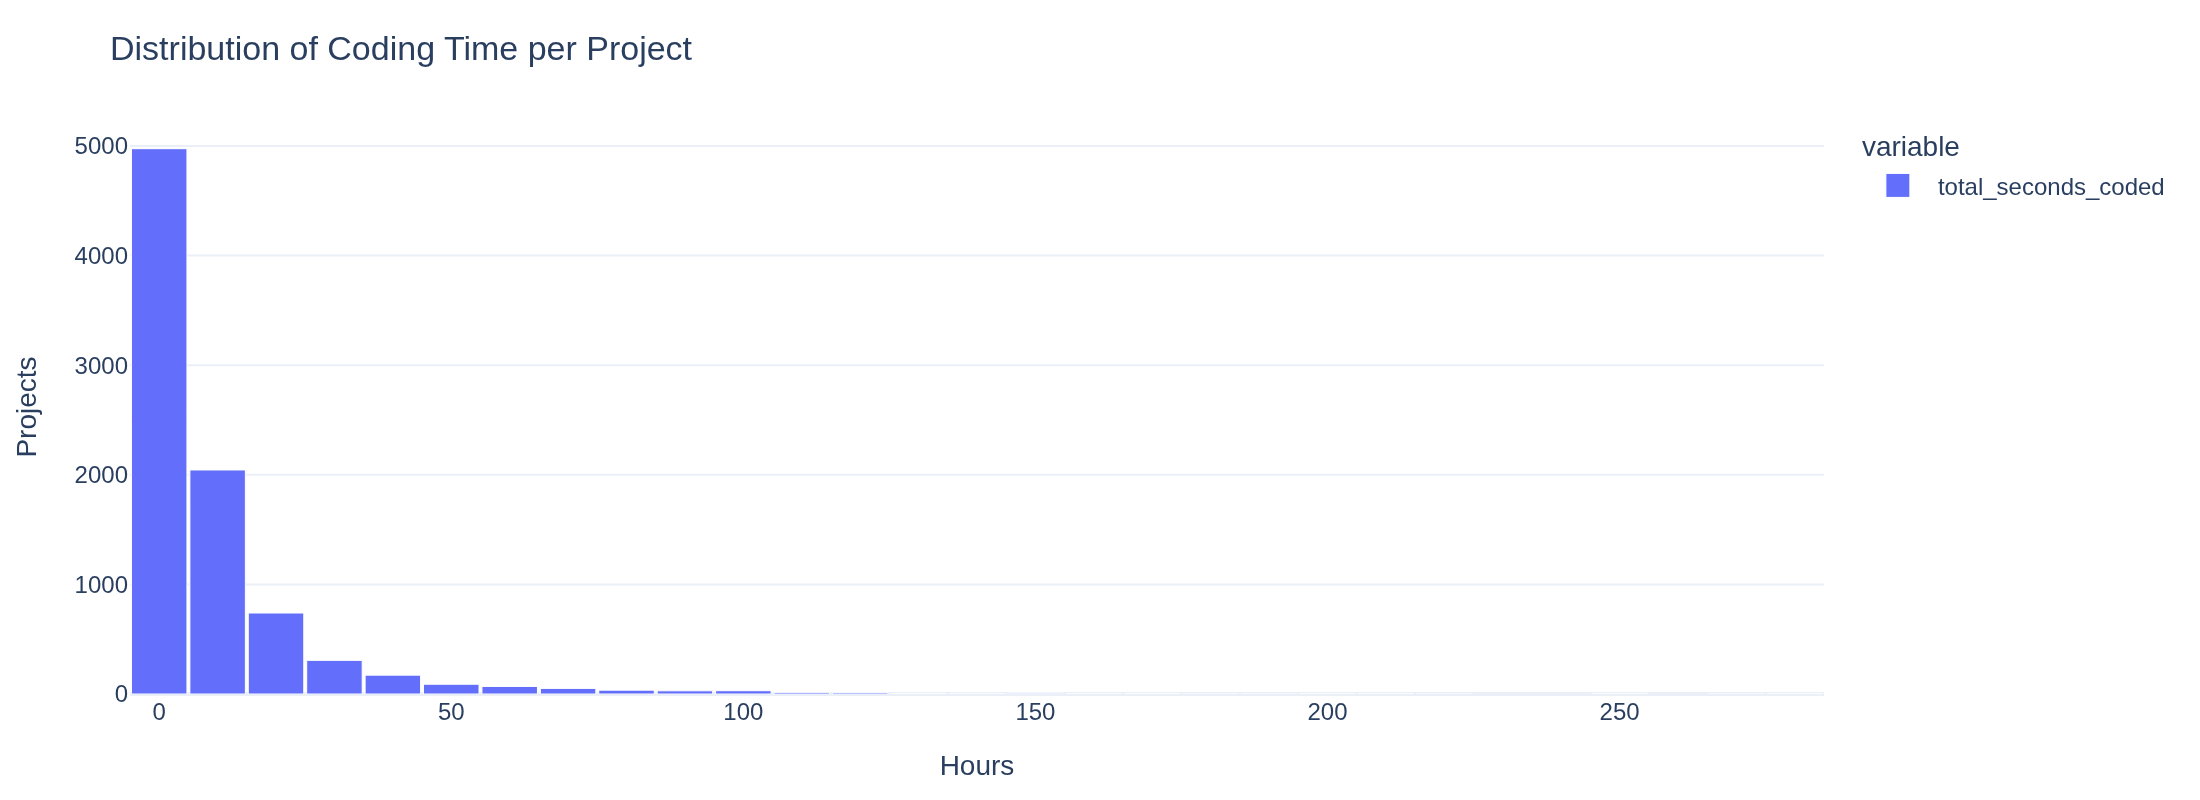 Distribution of Coding Time per Project
5000
4000
3000
2000
1000
0
Projects
0 50 100 150 200 250
Hours
variable
total_seconds_coded